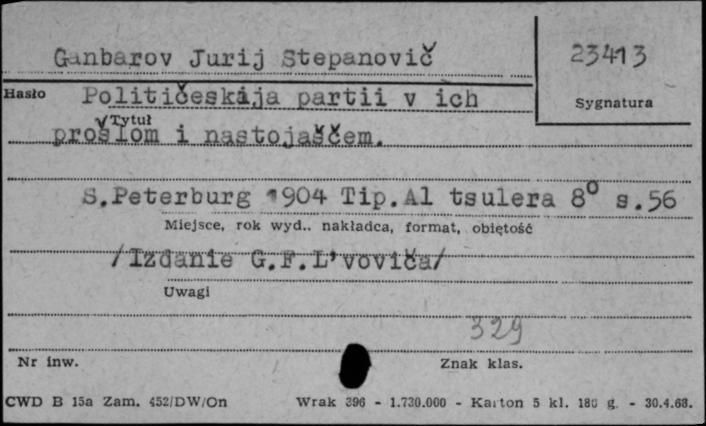 Ganbarov Jurij Stepanovič
23413
Hasło
Političeskija partii v ich
Sygnatura
Tytuł
prošlom i nastojaščem.
S.Peterburg 1904 Tip.Al tsulera 8° s.56
Miejsce, rok wyd.. nakładca, format, objętość
/Izdanie G.F.L'voviča/
Uwagi
329
Nr inw.
Znak klas.
CWD B 15a Zam. 452/DW/On Wrak 396 - 1.730.000 - Karton 5 kl. 180 g. - 30.4.68.